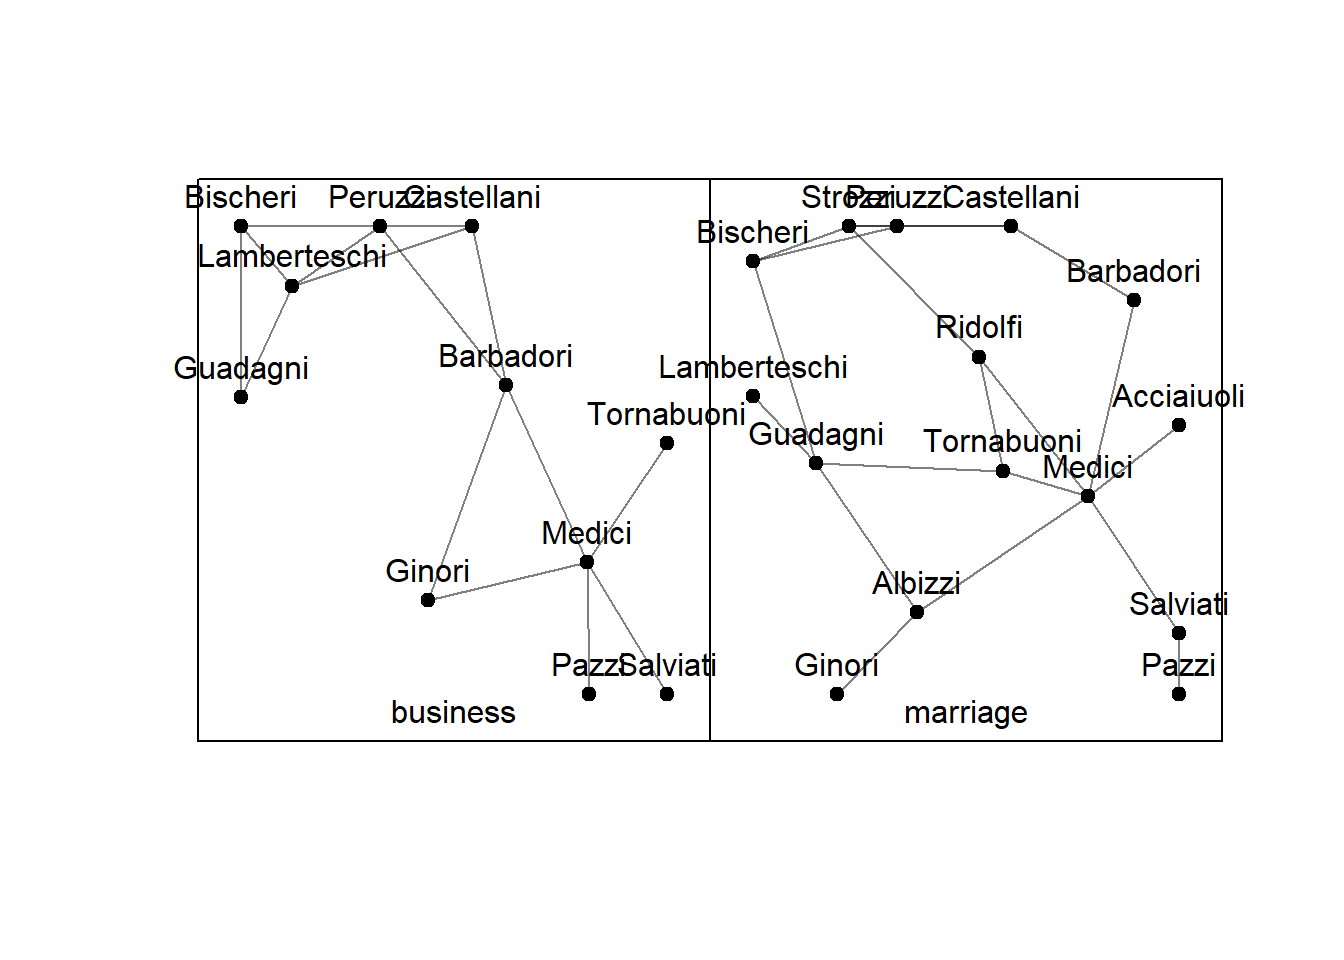 Bischeri
Peruzzi
Castellani
Lamberteschi
Guadagni
Barbadori
Tornabuoni
Medici
Ginori
Pazzi
Salviati
business
Strozzi
Peruzzi
Castellani
Bischeri
Barbadori
Ridolfi
Lamberteschi
Acciaiuoli
Guadagni
Tornabuoni
Medici
Albizzi
Salviati
Ginori
Pazzi
marriage